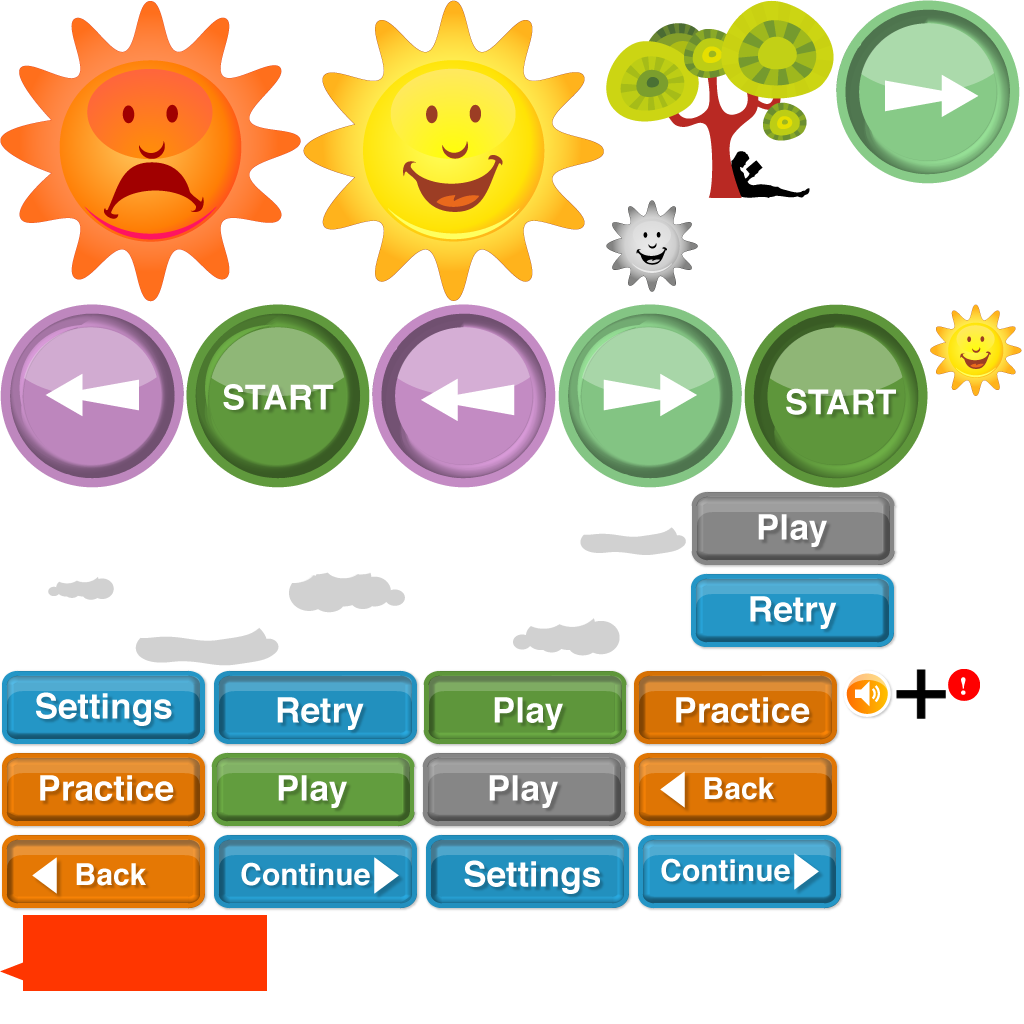 START
START
Play
Retry
Settings
Retry
Play
Practice
!
Practice
Play
Play
Back
Back
Continue
Settings
Continue